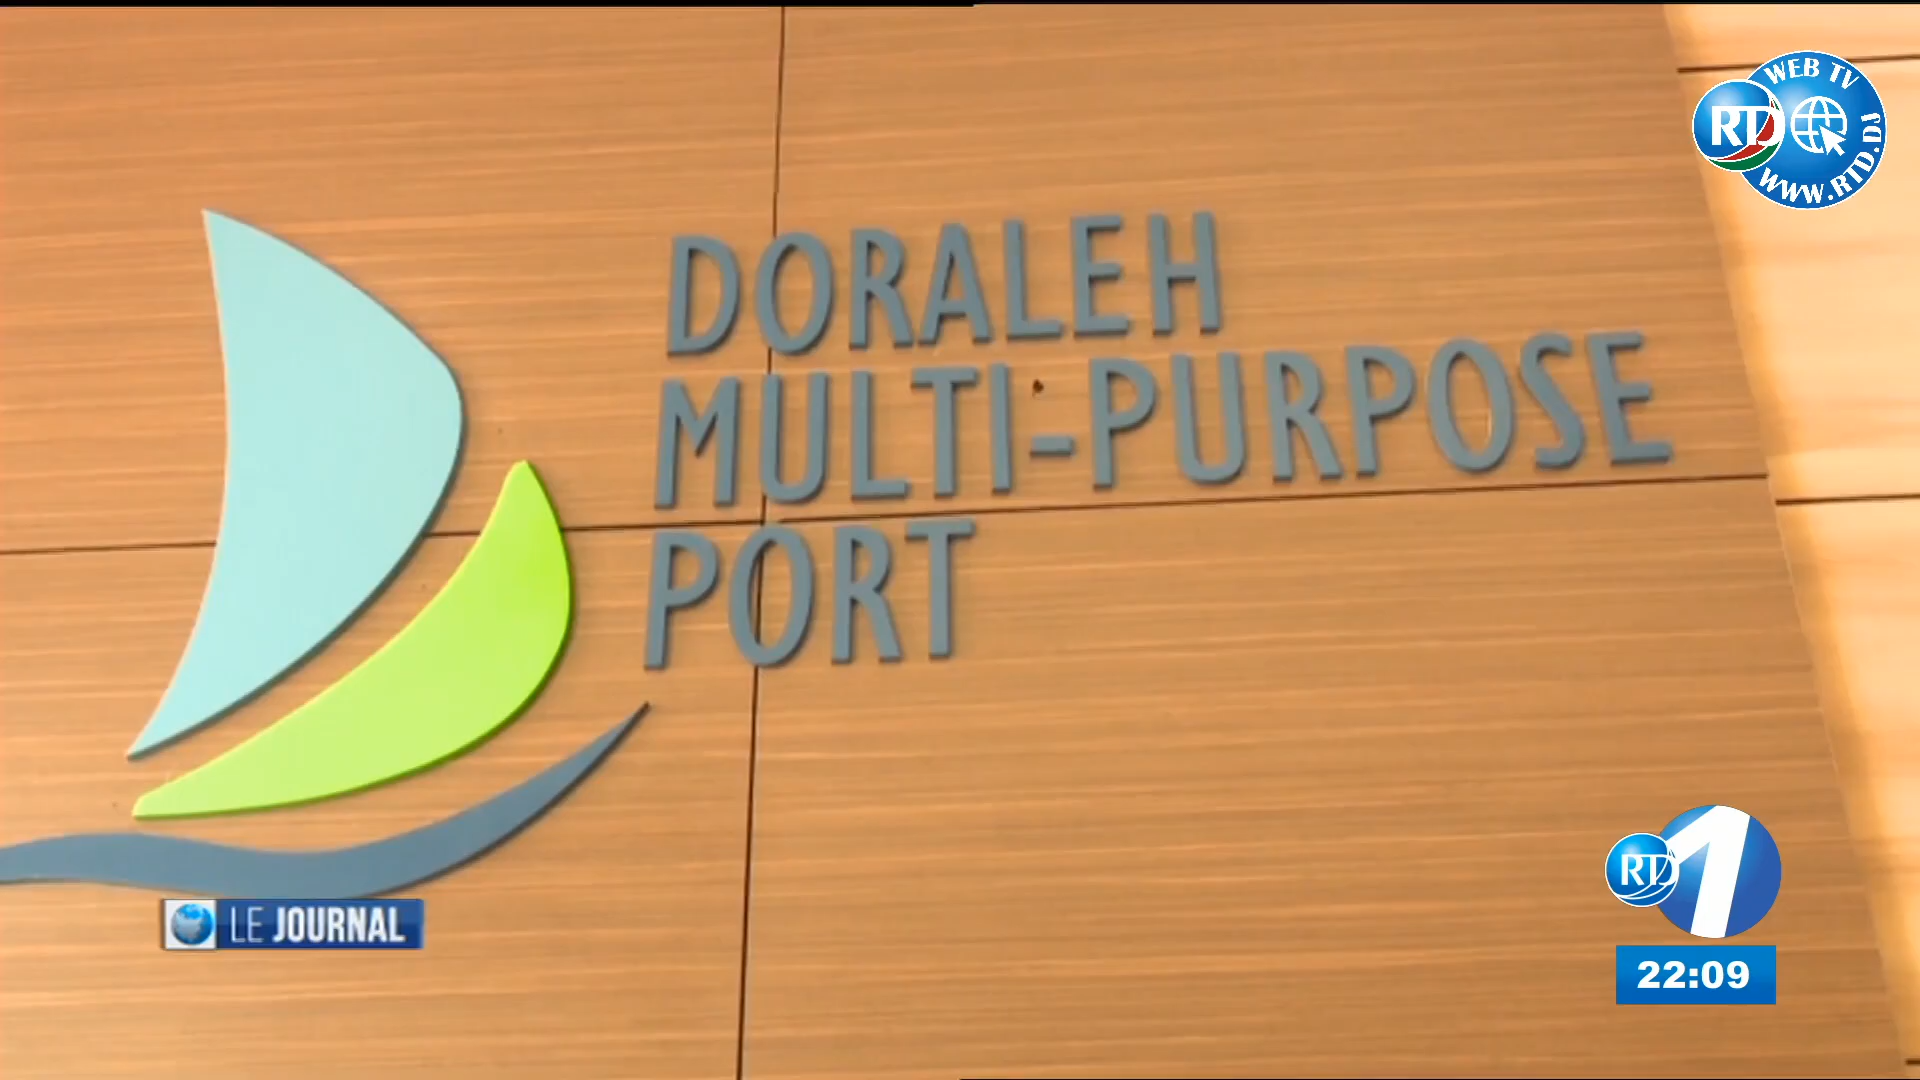 WEB TV
RTD
WWW.RTD.DJ
DORALEH
MULTI-PURPOSE
PORT
LE JOURNAL
RTD 1
22:09